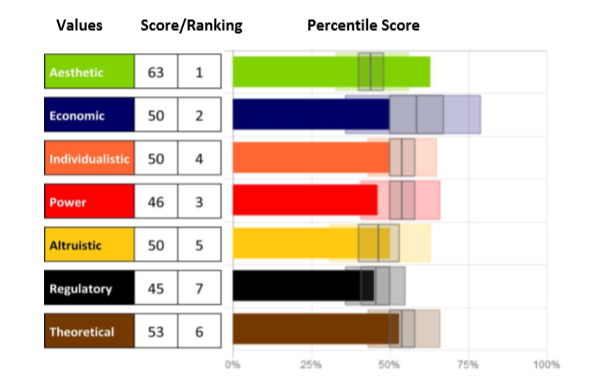 Values Score/Ranking Percentile Score
Aesthetic 63 1
Economic 50 2
Individualistic 50 4
Power 46 3
Altruistic 50 5
Regulatory 45 7
Theoretical 53 6
0% 25% 50% 75% 100%